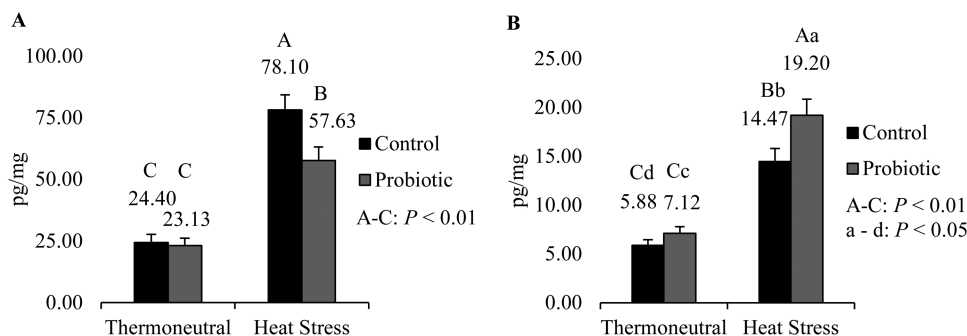 A
100.00
75.00
50.00
25.00
0.00
pg/mg
C
24.40
C
23.13
A
78.10
B
57.63
Thermoneutral
Heat Stress
Control
Probiotic
A-C: P < 0.01
B
25.00
20.00
15.00
10.00
5.00
0.00
pg/mg
Cd
5.88
Cc
7.12
Bb
14.47
Aa
19.20
Thermoneutral
Heat Stress
Control
Probiotic
A-C: P < 0.01
a - d: P < 0.05